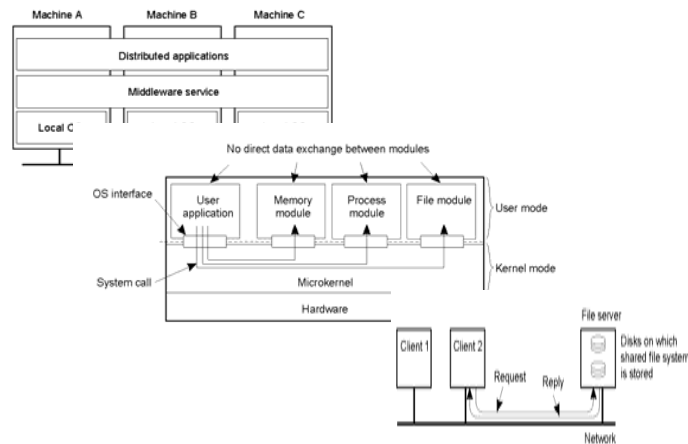 Machine A
Machine B
Machine C
Distributed applications
Middleware service
Local
No direct data exchange between modules
OS interface
User
application
Memory
module
Process
module
File module
User mode
Kernel mode
System call
Microkernel
Hardware
File server
Client 1
Client 2
Disks on which
shared file system
is stored
Request
Reply
Network